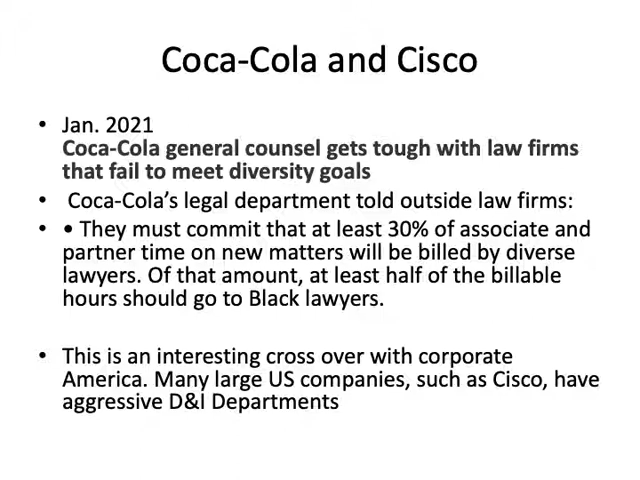 Coca-Cola and Cisco
• Jan. 2021
Coca-Cola general counsel gets tough with law firms
that fail to meet diversity goals
• Coca-Cola’s legal department told outside law firms:
• • They must commit that at least 30% of associate and
partner time on new matters will be billed by diverse
lawyers. Of that amount, at least half of the billable
hours should go to Black lawyers.
• This is an interesting cross over with corporate
America. Many large US companies, such as Cisco, have
aggressive D&I Departments